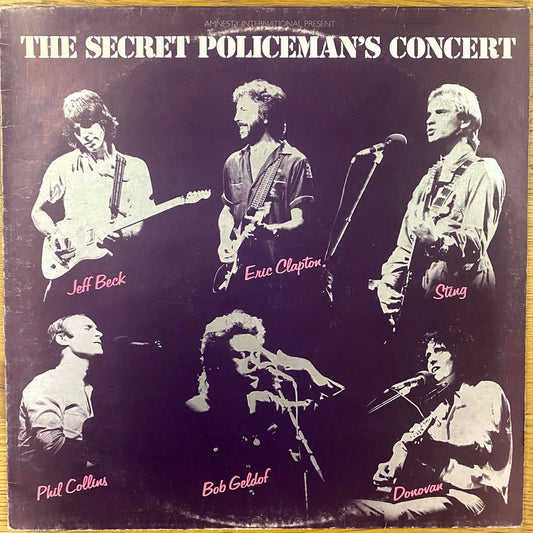 AMNESTY INTERNATIONAL PRESENT
THE SECRET POLICEMAN'S CONCERT
Jeff Beck
Eric Clapton
Sting
Phil Collins
Bob Geldof
Donovan